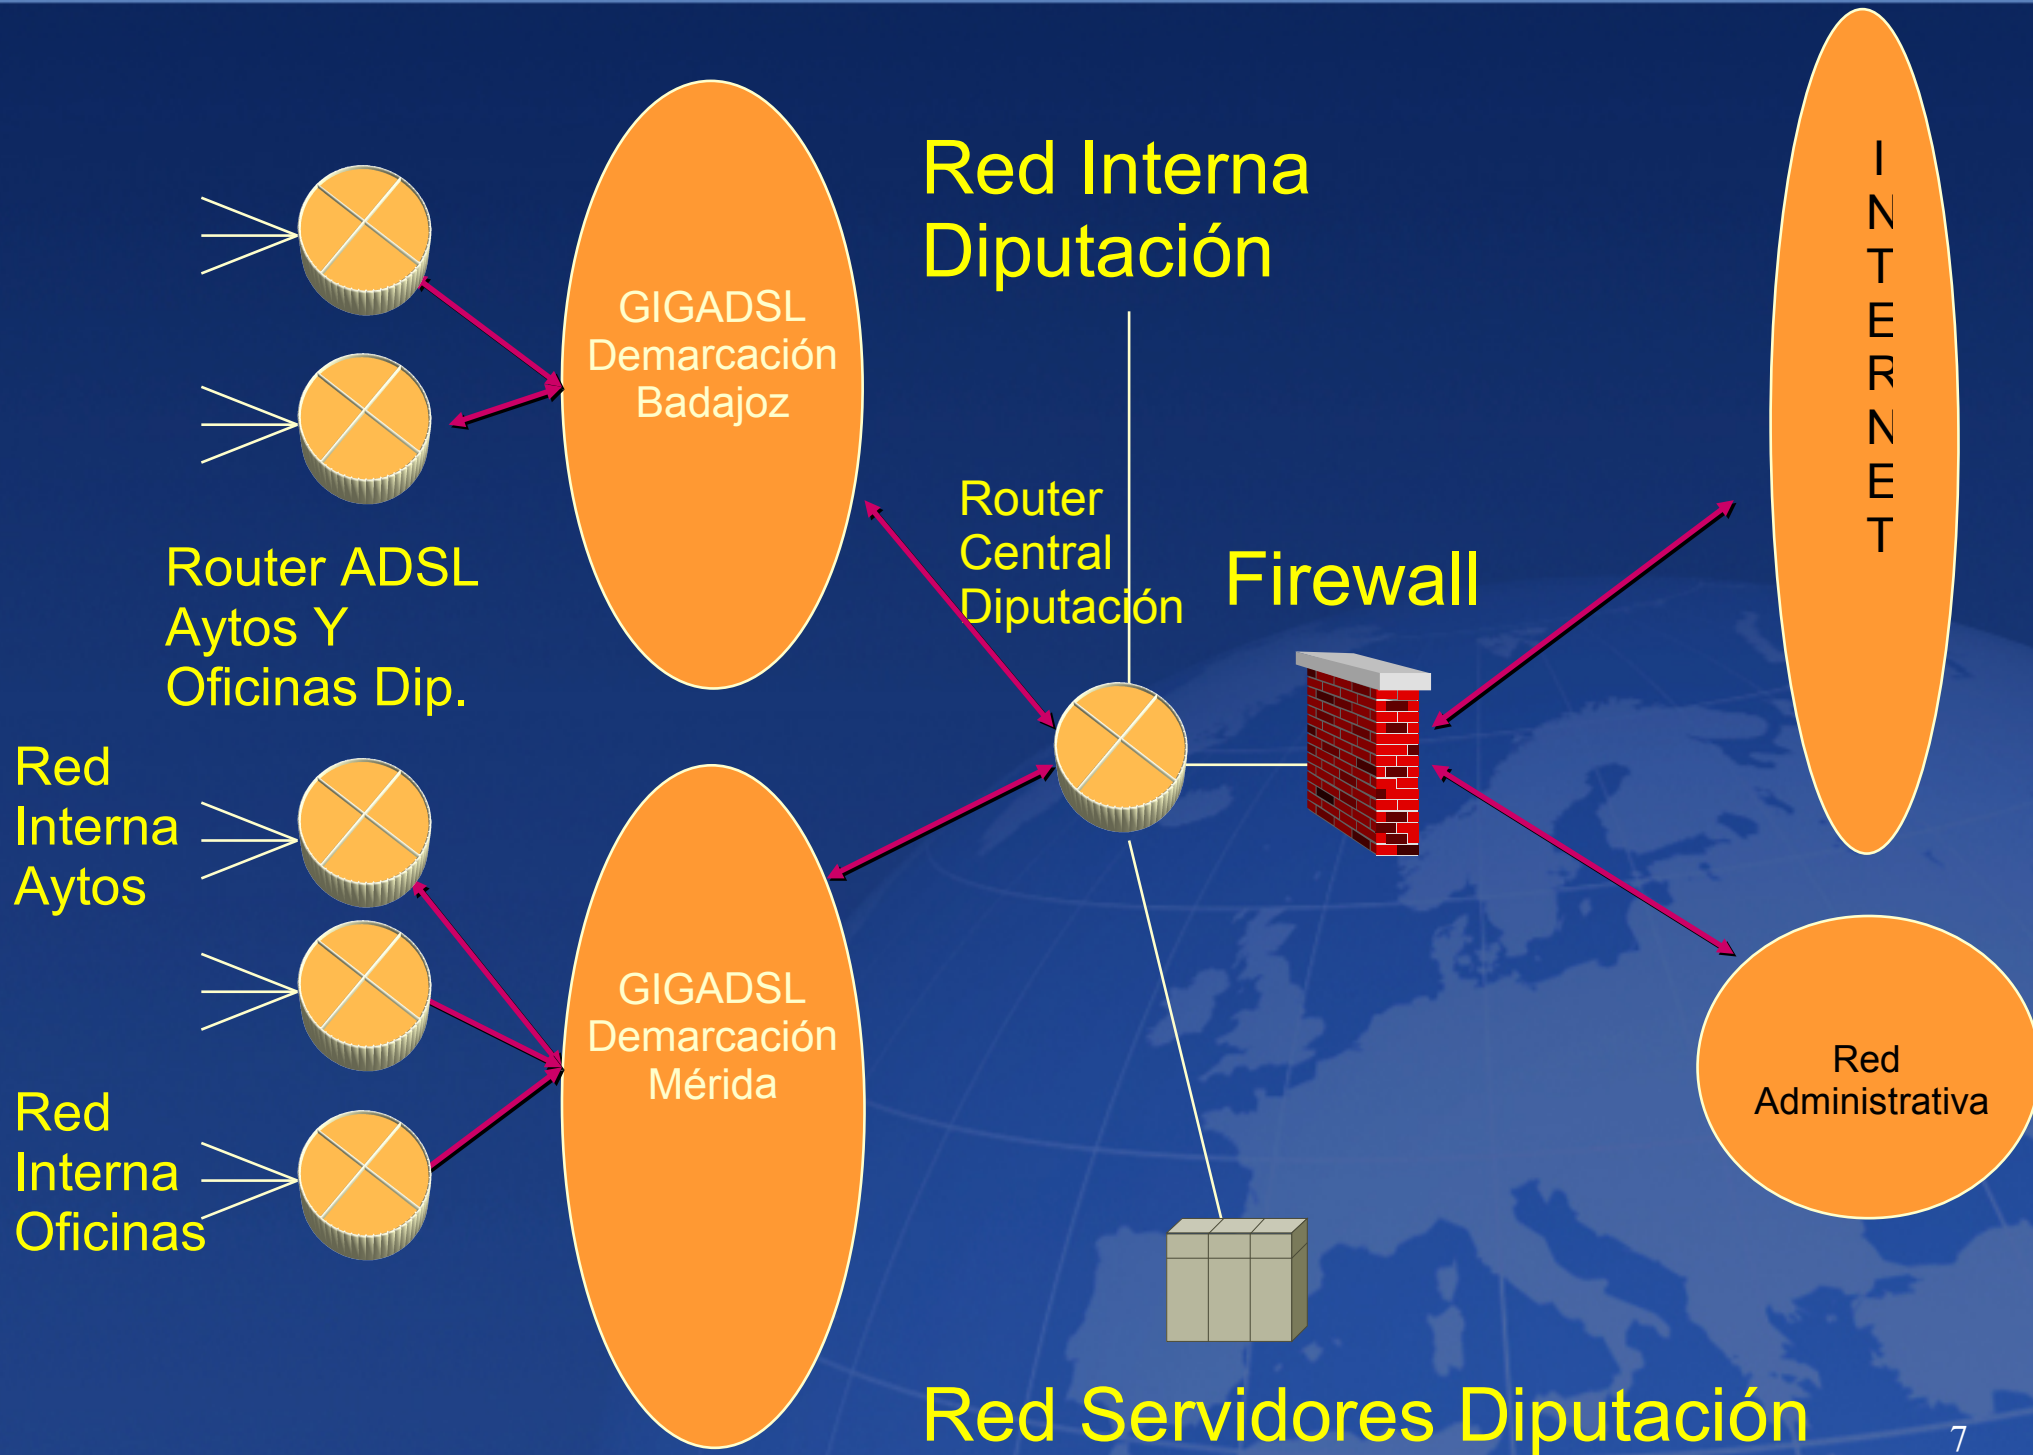 Red Interna
Diputación
I
N
T
E
R
N
E
T
GIGADSL
Demarcación
Badajoz
Router
Central
Diputación
Firewall
Router ADSL
Aytos Y
Oficinas Dip.
Red
Interna
Aytos
GIGADSL
Demarcación
Mérida
Red
Administrativa
Red
Interna
Oficinas
Red Servidores Diputación
7